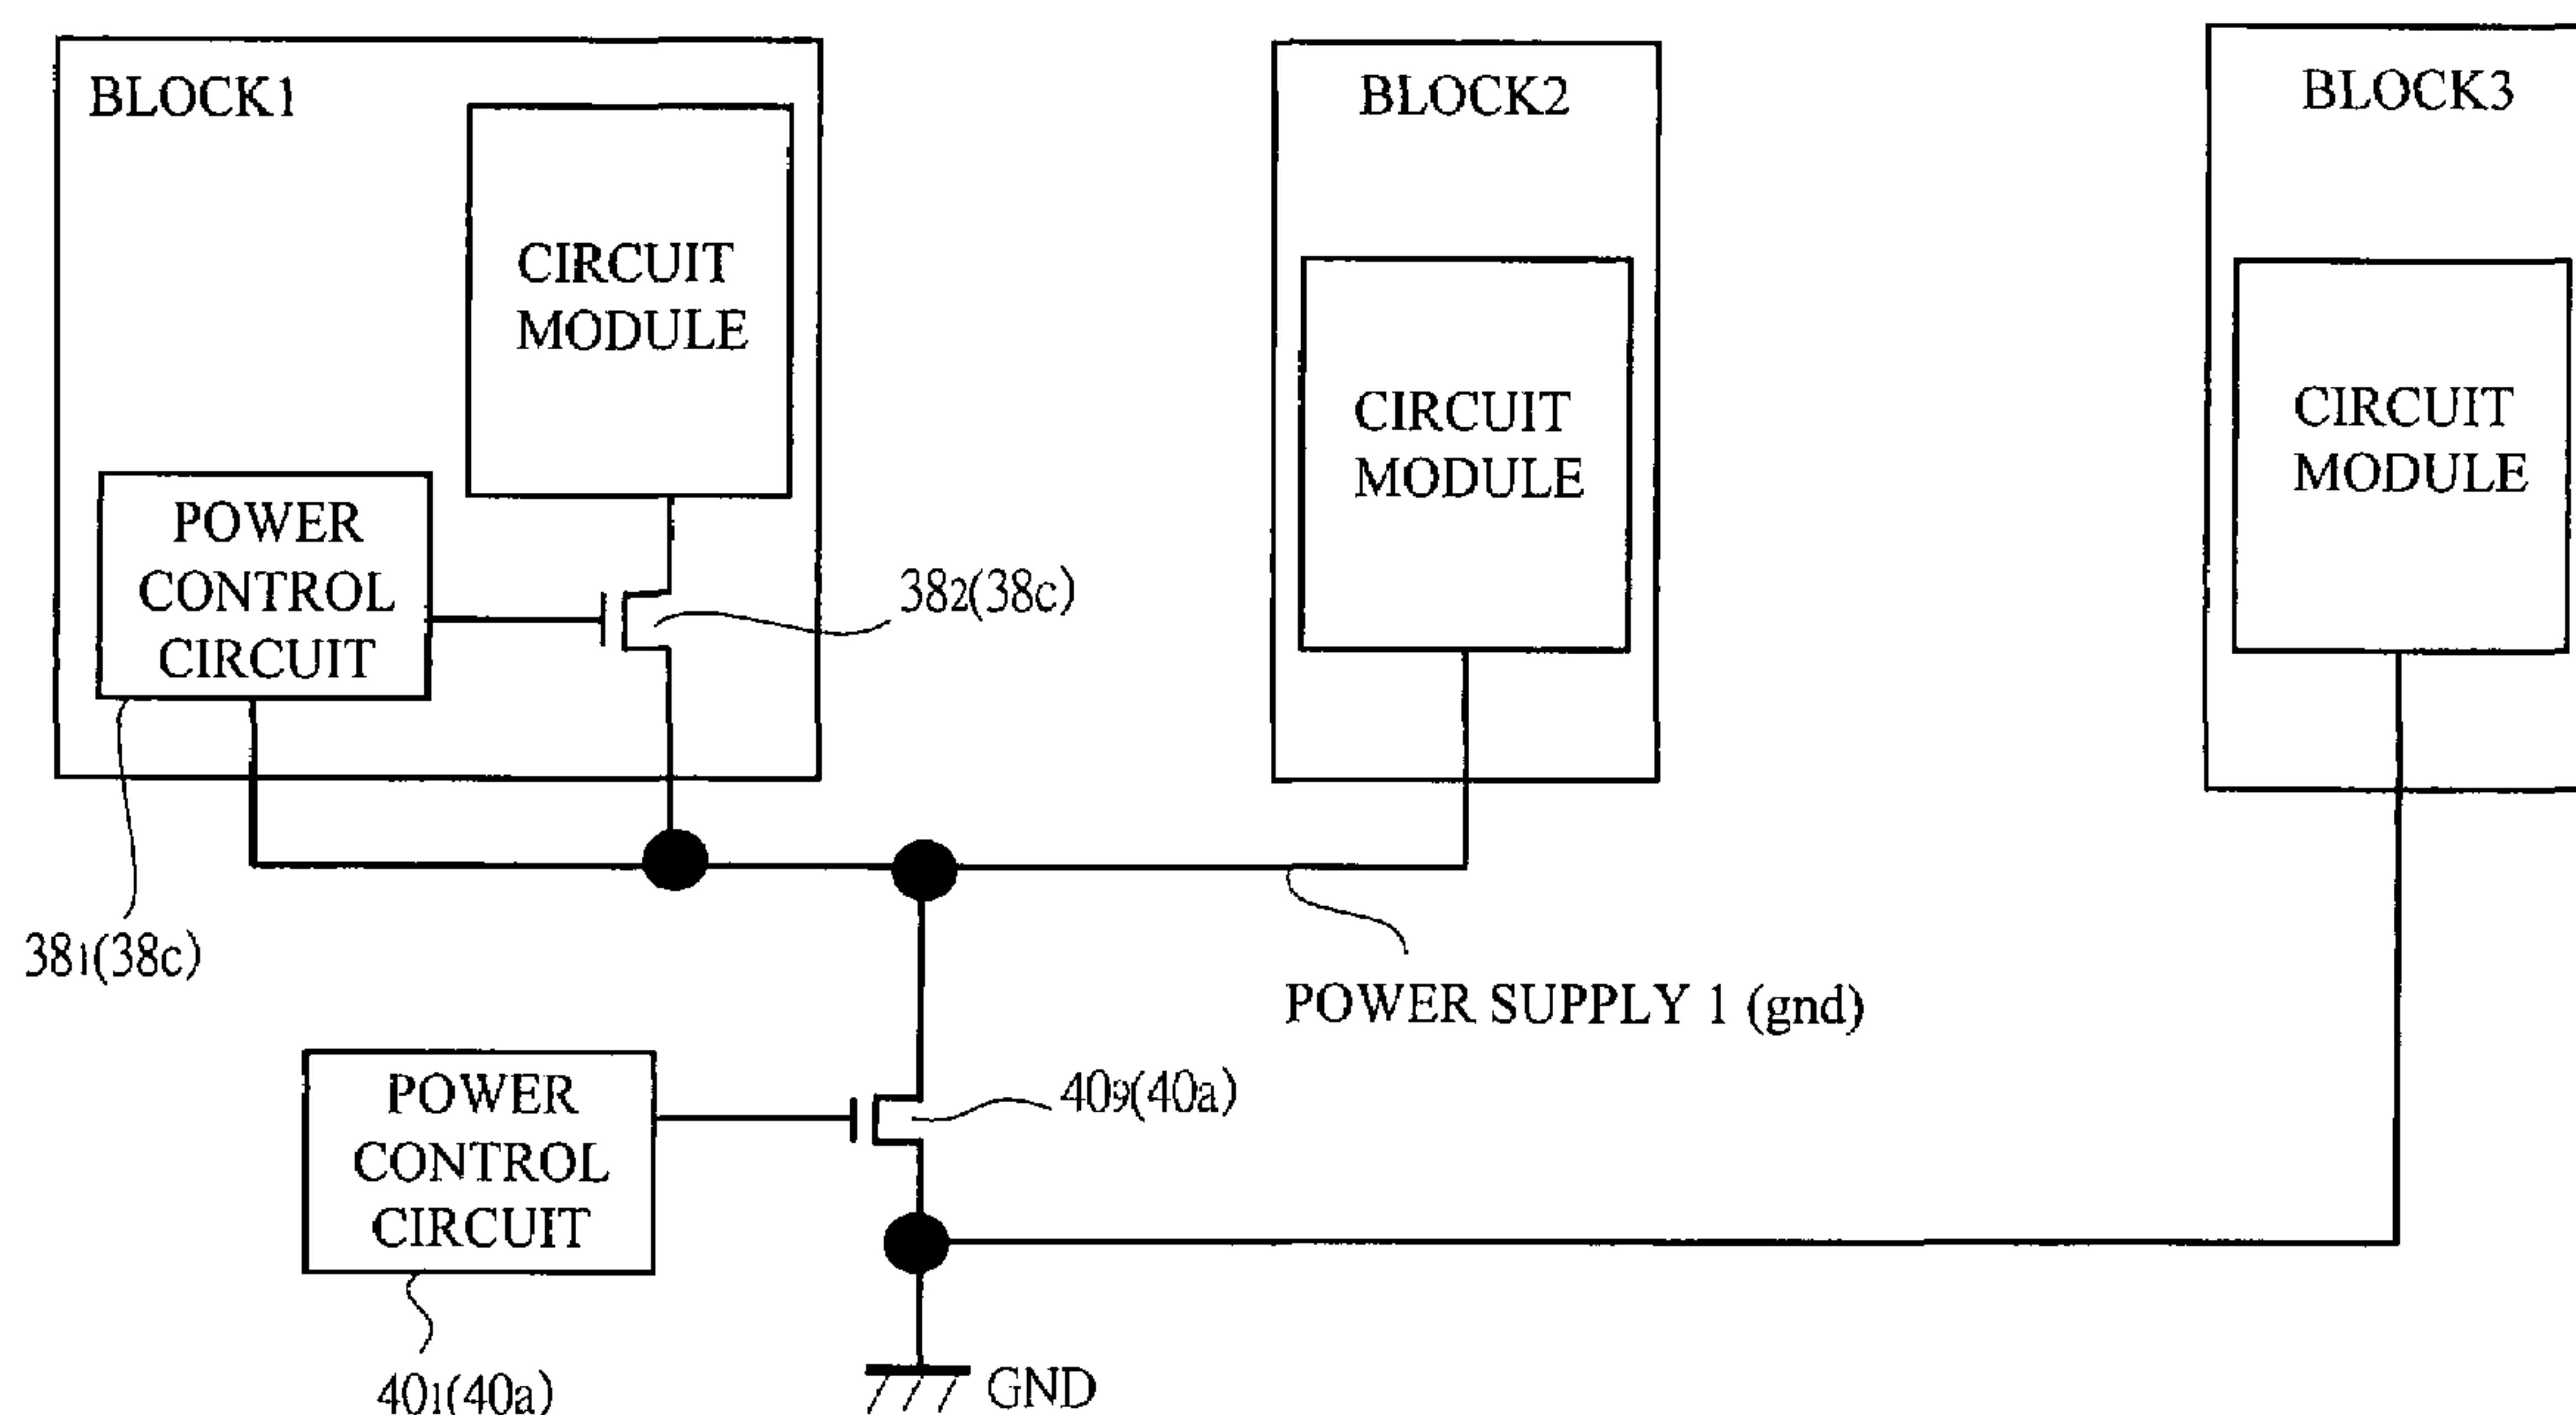 BLOCK1
CIRCUIT
MODULE
POWER
CONTROL
CIRCUIT
382(38c)
381(38c)
BLOCK2
CIRCUIT
MODULE
BLOCK3
CIRCUIT
MODULE
POWER SUPPLY 1 (gnd)
POWER
CONTROL
CIRCUIT
409(40a)
401(40a)
GND